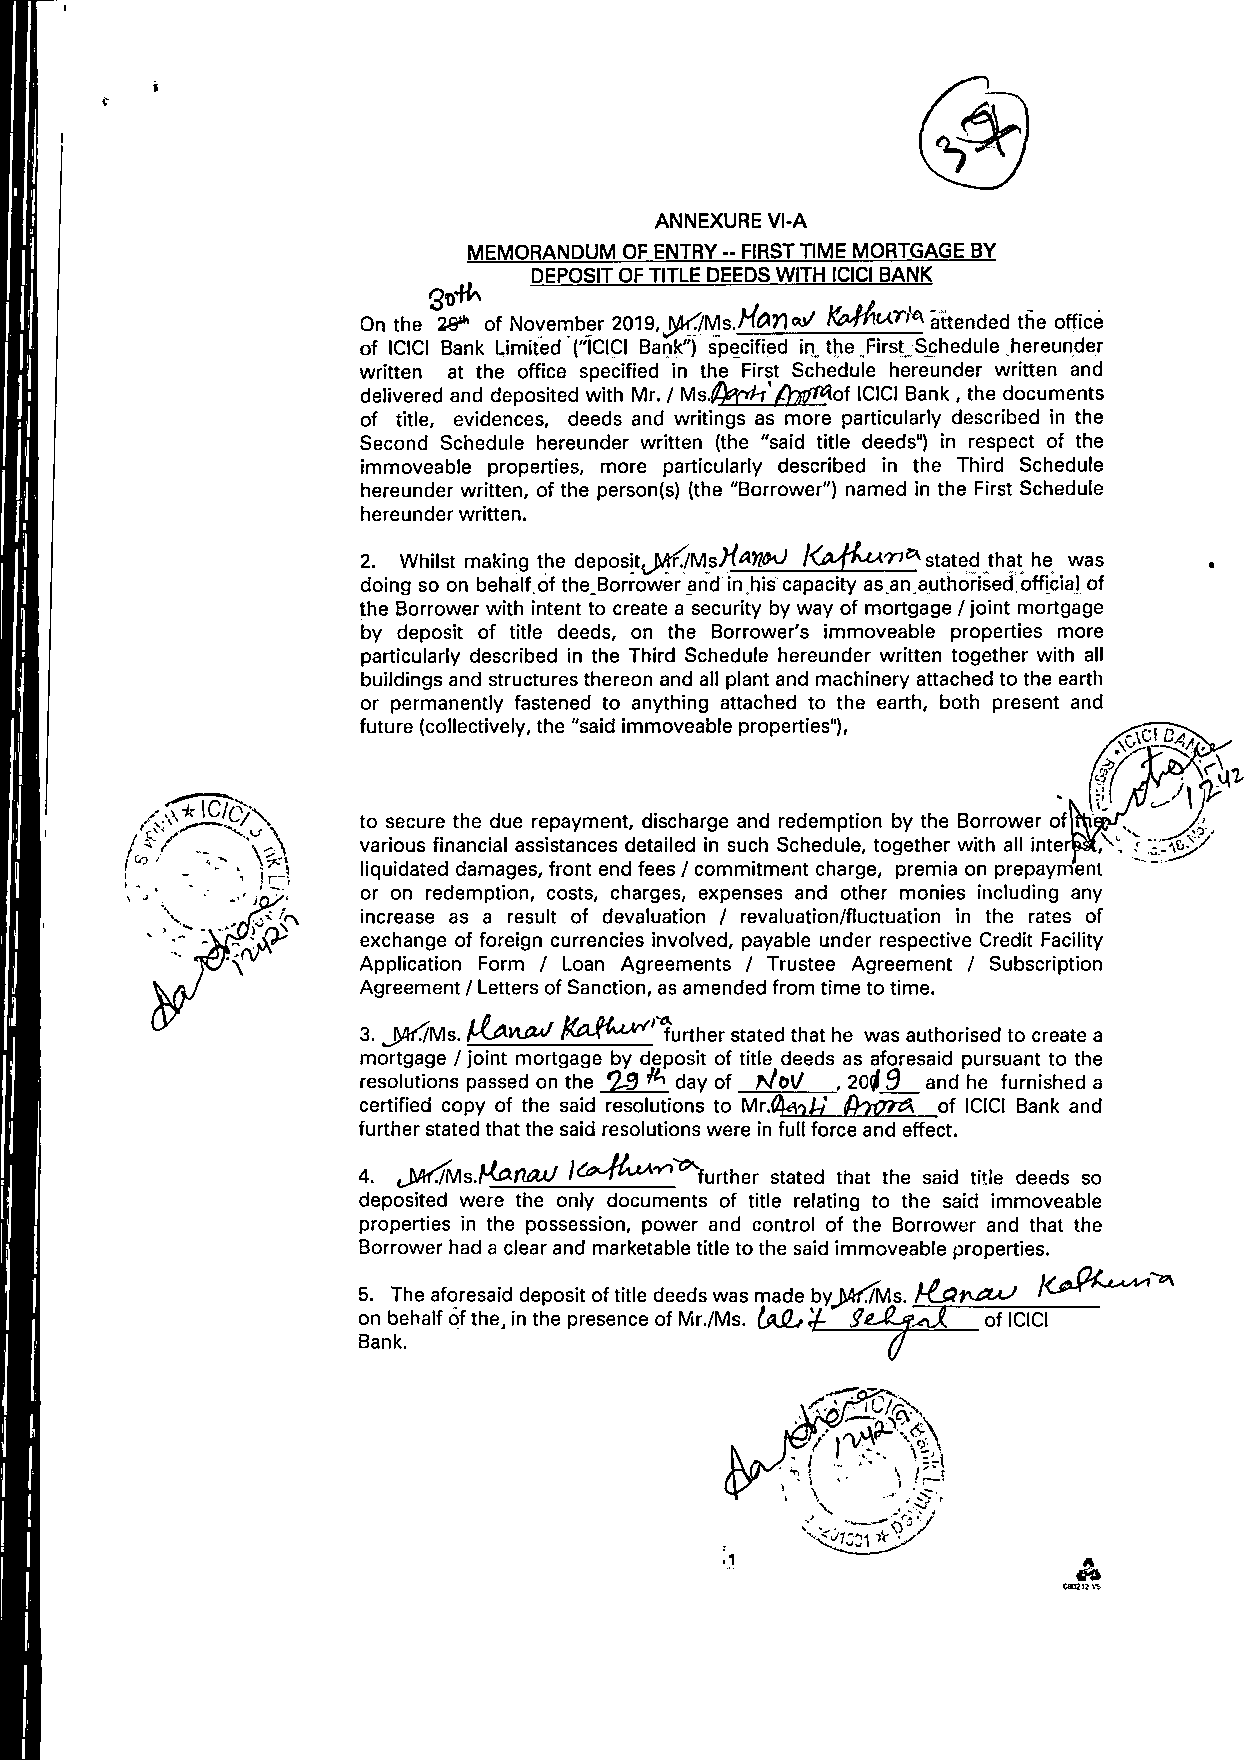 ANNEXURE VI-A
MEMORANDUM OF ENTRY -- FIRST TIME MORTGAGE BY
DEPOSIT OF TITLE DEEDS WITH ICICI BANK
30th
On the 28th of November 2019, Mr./Ms. Manav Kathuria attended the office
of ICICI Bank Limited ("ICICI Bank") specified in the First Schedule hereunder
written at the office specified in the First Schedule hereunder written and
delivered and deposited with Mr. / Ms. Aarti Arora of ICICI Bank , the documents
of title, evidences, deeds and writings as more particularly described in the
Second Schedule hereunder written (the "said title deeds") in respect of the
immoveable properties, more particularly described in the Third Schedule
hereunder written, of the person(s) (the "Borrower") named in the First Schedule
hereunder written.
2. Whilst making the deposit, Mr./Ms Manav Kathuria stated that he was
doing so on behalf of the Borrower and in his capacity as an authorised official of
the Borrower with intent to create a security by way of mortgage / joint mortgage
by deposit of title deeds, on the Borrower's immoveable properties more
particularly described in the Third Schedule hereunder written together with all
buildings and structures thereon and all plant and machinery attached to the earth
or permanently fastened to anything attached to the earth, both present and
future (collectively, the "said immoveable properties"),
ICICI BAN
1242
to secure the due repayment, discharge and redemption by the Borrower of the
various financial assistances detailed in such Schedule, together with all interest,
liquidated damages, front end fees / commitment charge, premia on prepayment
or on redemption, costs, charges, expenses and other monies including any
increase as a result of devaluation / revaluation/fluctuation in the rates of
exchange of foreign currencies involved, payable under respective Credit Facility
Application Form / Loan Agreements / Trustee Agreement / Subscription
Agreement / Letters of Sanction, as amended from time to time.
ICICI
3. Mr./Ms. Manav Kathuria further stated that he was authorised to create a
mortgage / joint mortgage by deposit of title deeds as aforesaid pursuant to the
resolutions passed on the 29th day of Nov , 2019 and he furnished a
certified copy of the said resolutions to Mr. Aarti Arora of ICICI Bank and
further stated that the said resolutions were in full force and effect.
4. Mr./Ms. Manav Kathuria further stated that the said title deeds so
deposited were the only documents of title relating to the said immoveable
properties in the possession, power and control of the Borrower and that the
Borrower had a clear and marketable title to the said immoveable properties.
5. The aforesaid deposit of title deeds was made by Mr./Ms. Manav Kathuria
on behalf of the, in the presence of Mr./Ms. Lalit Sehgal of ICICI
Bank.
ICICI Bank Limited
1